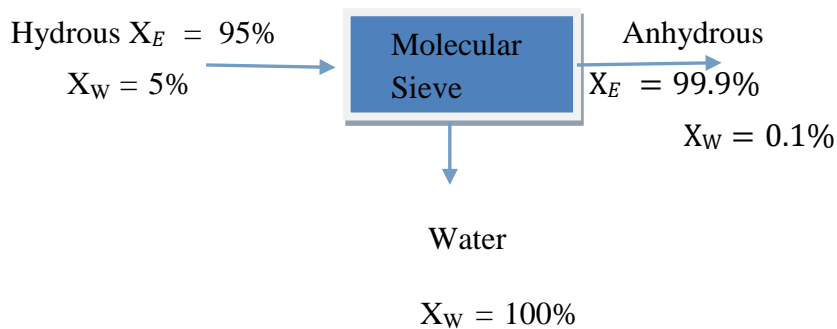 Hydrous X_E = 95%
X_W = 5%
Molecular
Sieve
Anhydrous
X_E = 99.9%
X_W = 0.1%
Water
X_W = 100%